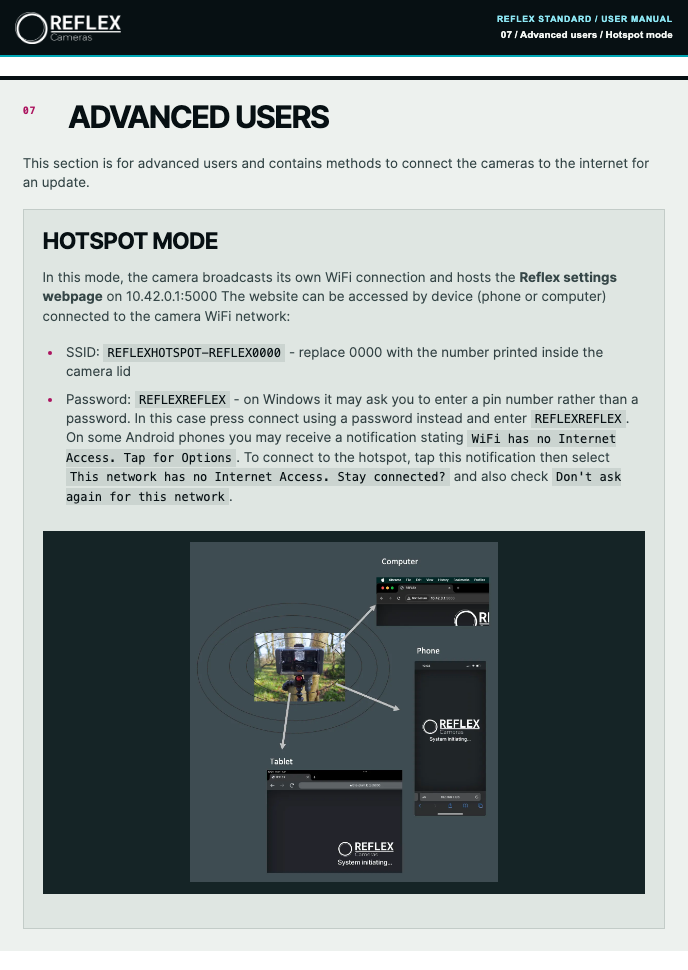 REFLEX
Cameras
REFLEX STANDARD / USER MANUAL
07 / Advanced users / Hotspot mode
07
ADVANCED USERS
This section is for advanced users and contains methods to connect the cameras to the internet for
an update.
HOTSPOT MODE
In this mode, the camera broadcasts its own WiFi connection and hosts the Reflex settings
webpage on 10.42.0.1:5000 The website can be accessed by device (phone or computer)
connected to the camera WiFi network:
• SSID: REFLEXHOTSPOT-REFLEX0000 - replace 0000 with the number printed inside the
camera lid
• Password: REFLEXREFLEX - on Windows it may ask you to enter a pin number rather than a
password. In this case press connect using a password instead and enter REFLEXREFLEX.
On some Android phones you may receive a notification stating WiFi has no Internet
Access. Tap for Options. To connect to the hotspot, tap this notification then select
This network has no Internet Access. Stay connected? and also check Don't ask
again for this network.
Computer
Phone
REFLEX
Cameras
System initiating...
Tablet
REFLEX
Cameras
System initiating...